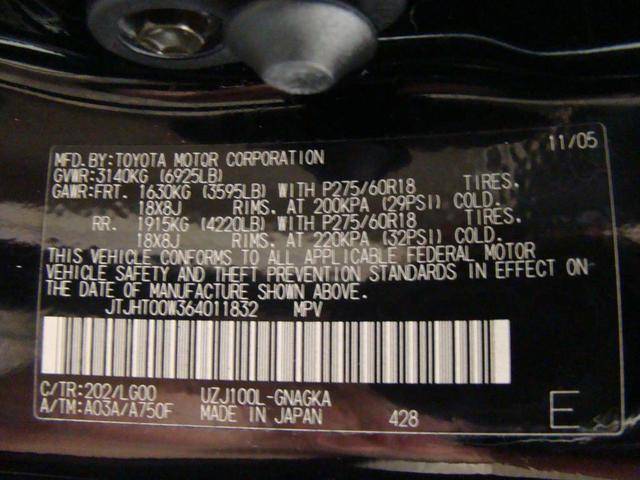 11/05
MFD.BY:TOYOTA MOTOR CORPORATION
GVWR:3140KG (6925LB)
GAWR:FRT. 1630KG (3595LB) WITH P275/60R18 TIRES.
18X8J RIMS. AT 200KPA (29PSI) COLD.
RR. 1915KG (4220LB) WITH P275/60R18 TIRES.
18X8J RIMS. AT 220KPA (32PSI) COLD.
THIS VEHICLE CONFORMS TO ALL APPLICABLE FEDERAL MOTOR
VEHICLE SAFETY AND THEFT PREVENTION STANDARDS IN EFFECT ON
THE DATE OF MANUFACTURE SHOWN ABOVE.
JTJHT00W364011832 MPV
C/TR:202/LG00 UZJ100L-GNAGKA
A/TM:A03A/A750F MADE IN JAPAN 428 E